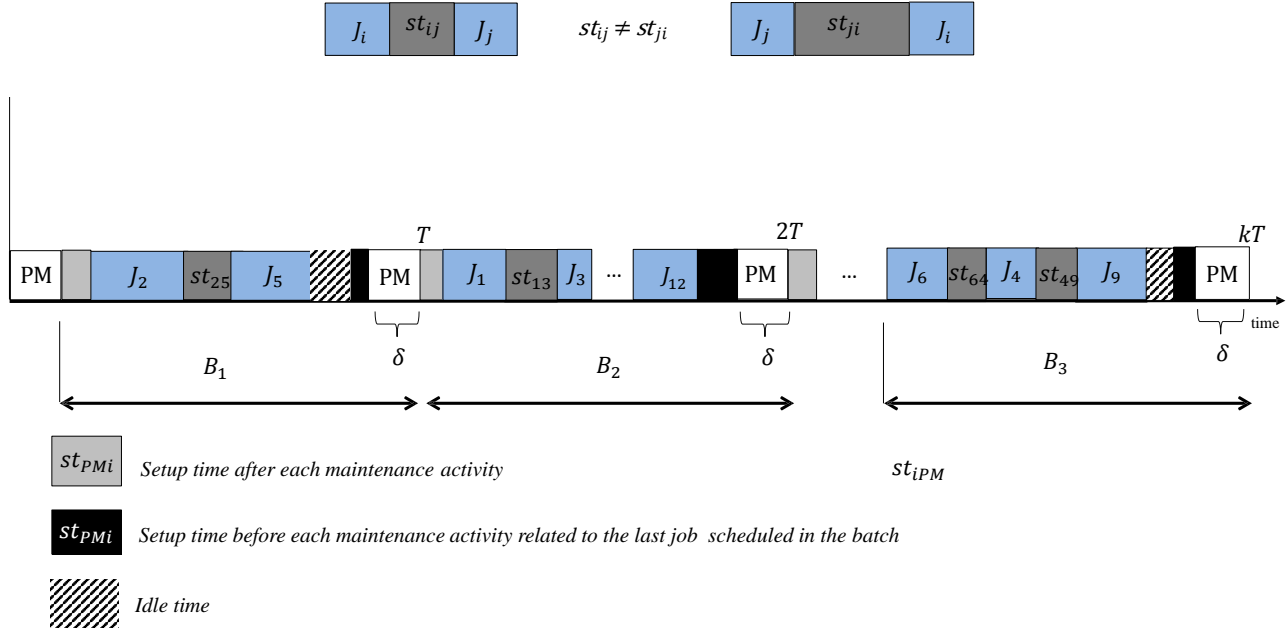 J_i st_ij J_j st_ij ≠ st_ji J_j st_ji J_i
T 2T kT
PM J_2 st_25 J_5 PM J_1 st_13 J_3 ... J_12 PM ... J_6 st_64 J_4 st_49 J_9 PM
time
δ δ δ
B_1 B_2 B_3
st_PMi Setup time after each maintenance activity st_iPM
st_PMi Setup time before each maintenance activity related to the last job scheduled in the batch
Idle time